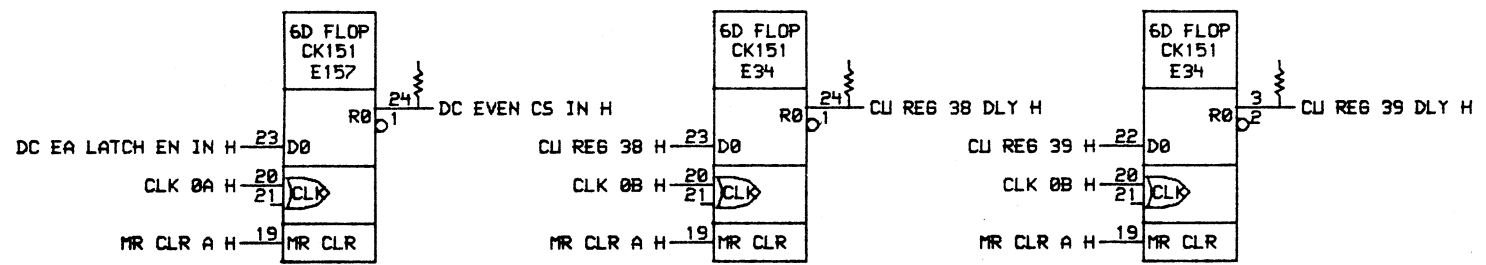 6D FLOP
CK151
E157
24
R0
1
DC EVEN CS IN H
DC EA LATCH EN IN H
23
D0
CLK 0A H
20
21
CLK
MR CLR A H
19
MR CLR
6D FLOP
CK151
E34
24
R0
1
CW REG 38 DLY H
CW REG 38 H
23
D0
CLK 0B H
20
21
CLK
MR CLR A H
19
MR CLR
6D FLOP
CK151
E34
3
R0
2
CW REG 39 DLY H
CW REG 39 H
22
D0
CLK 0B H
20
21
CLK
MR CLR A H
19
MR CLR